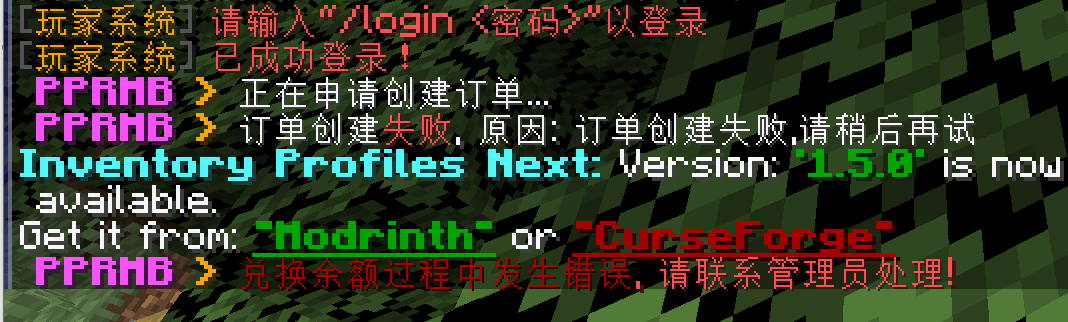 [玩家系统] 请输入"/login <密码>"以登录
[玩家系统] 已成功登录！
PPRMB > 正在申请创建订单...
PPRMB > 订单创建失败, 原因: 订单创建失败,请稍后再试
Inventory Profiles Next: Version: '1.5.0' is now
available.
Get it from: "Modrinth" or "CurseForge"
PPRMB > 兑换余额过程中发生错误, 请联系管理员处理!